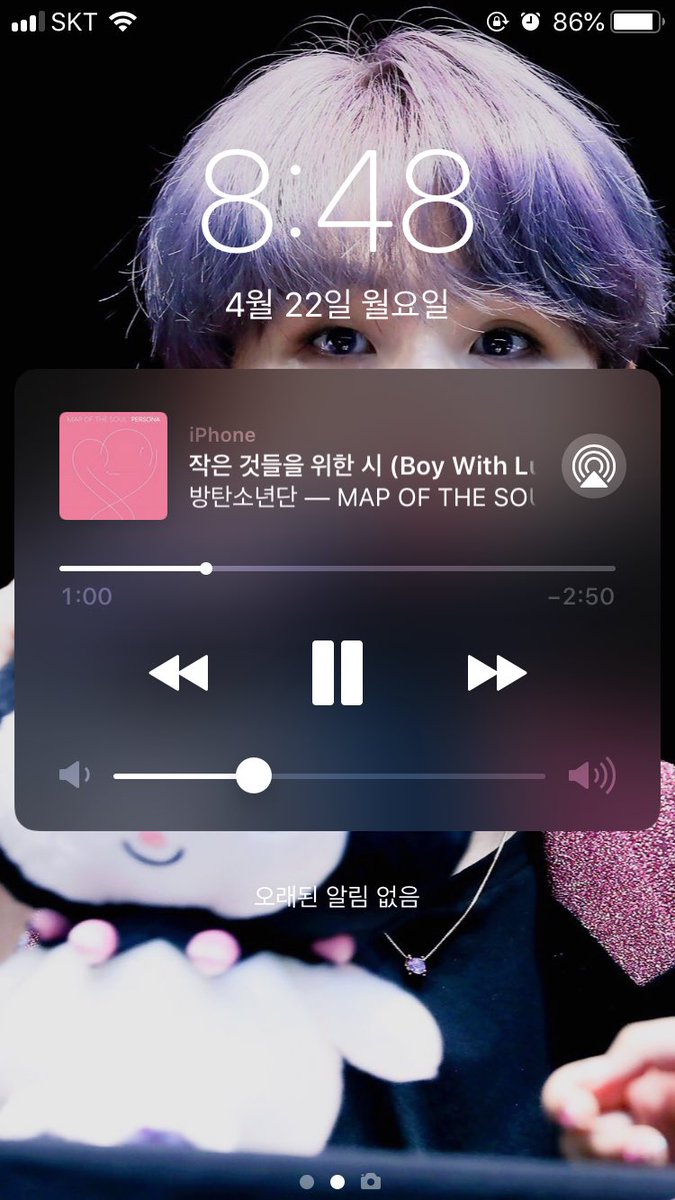 SKT 86%
8:48
4월 22일 월요일
MAP OF THE SOUL : PERSONA
iPhone
작은 것들을 위한 시 (Boy With Lu
방탄소년단 — MAP OF THE SOU
1:00 −2:50
오래된 알림 없음